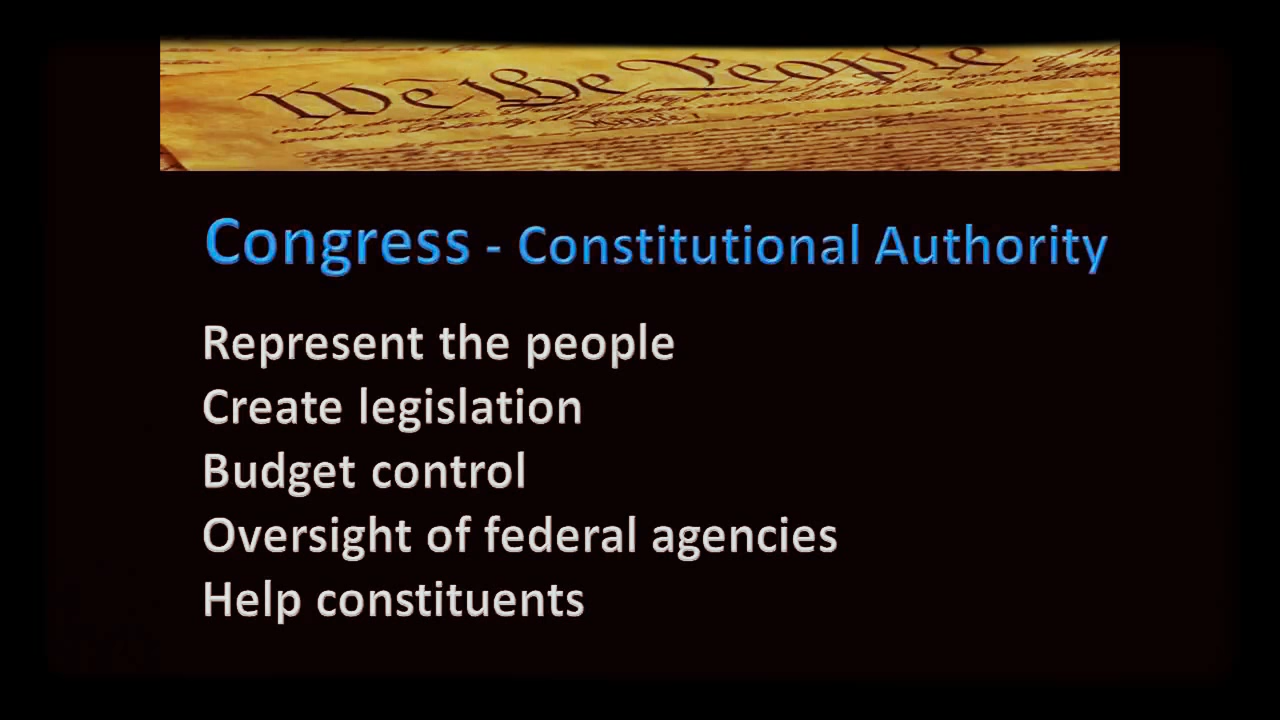 We the People
Congress - Constitutional Authority
Represent the people
Create legislation
Budget control
Oversight of federal agencies
Help constituents